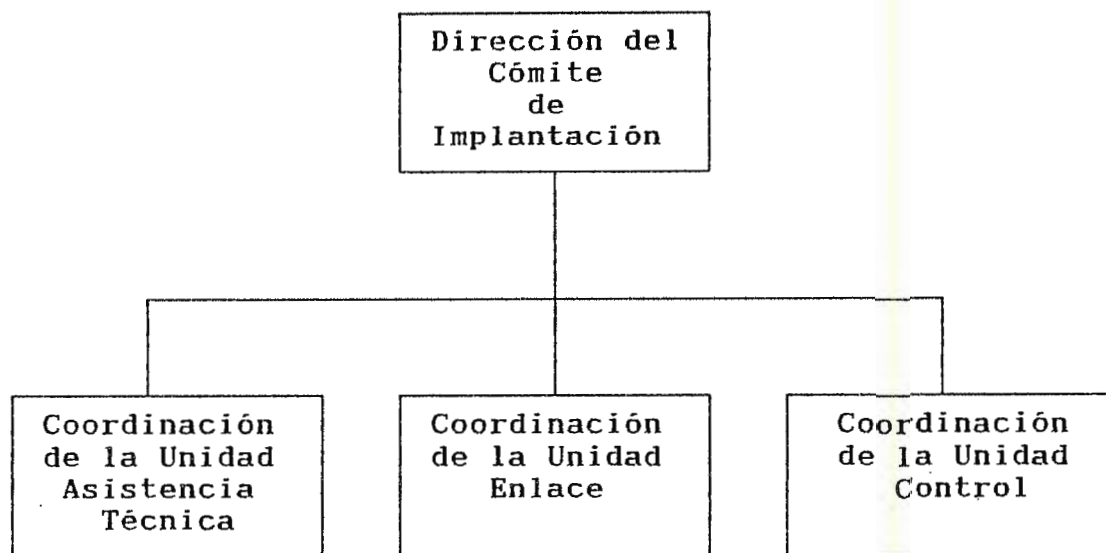 Dirección del
Cómite
de
Implantación
Coordinación
de la Unidad
Asistencia
Técnica
Coordinación
de la Unidad
Enlace
Coordinación
de la Unidad
Control